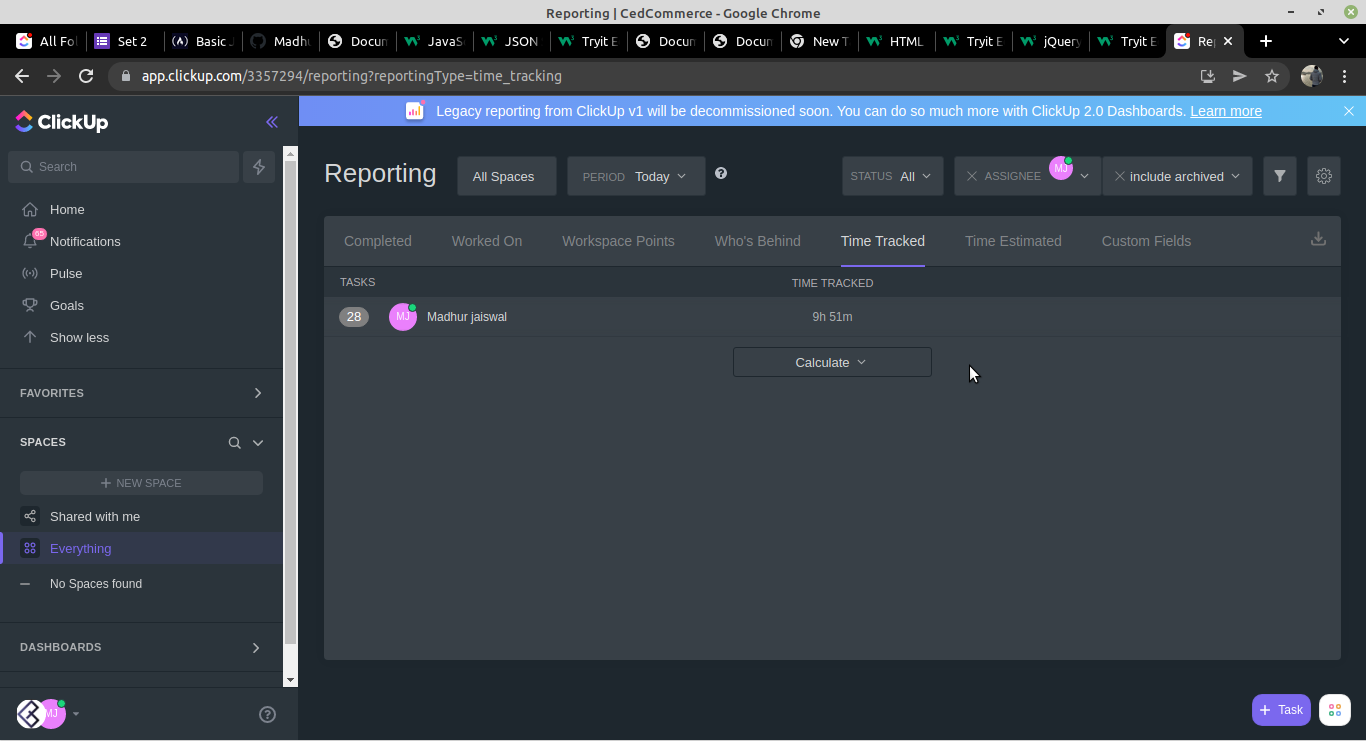 Reporting | CedCommerce - Google Chrome
All Fol
Set 2
Basic J
Madhu
Docum
JavaSc
JSON
Tryit E
Docum
Docum
New T
HTML
Tryit E
jQuery
Tryit E
Rep
app.clickup.com/3357294/reporting?reportingType=time_tracking
ClickUp
Legacy reporting from ClickUp v1 will be decommissioned soon. You can do so much more with ClickUp 2.0 Dashboards. Learn more
Search
Home
65
Notifications
Pulse
Goals
Show less
FAVORITES
SPACES
+ NEW SPACE
Shared with me
Everything
No Spaces found
DASHBOARDS
MJ
Reporting
All Spaces
PERIOD Today
STATUS All
ASSIGNEE MJ
include archived
Completed
Worked On
Workspace Points
Who's Behind
Time Tracked
Time Estimated
Custom Fields
TASKS
TIME TRACKED
28
MJ
Madhur jaiswal
9h 51m
Calculate
+ Task